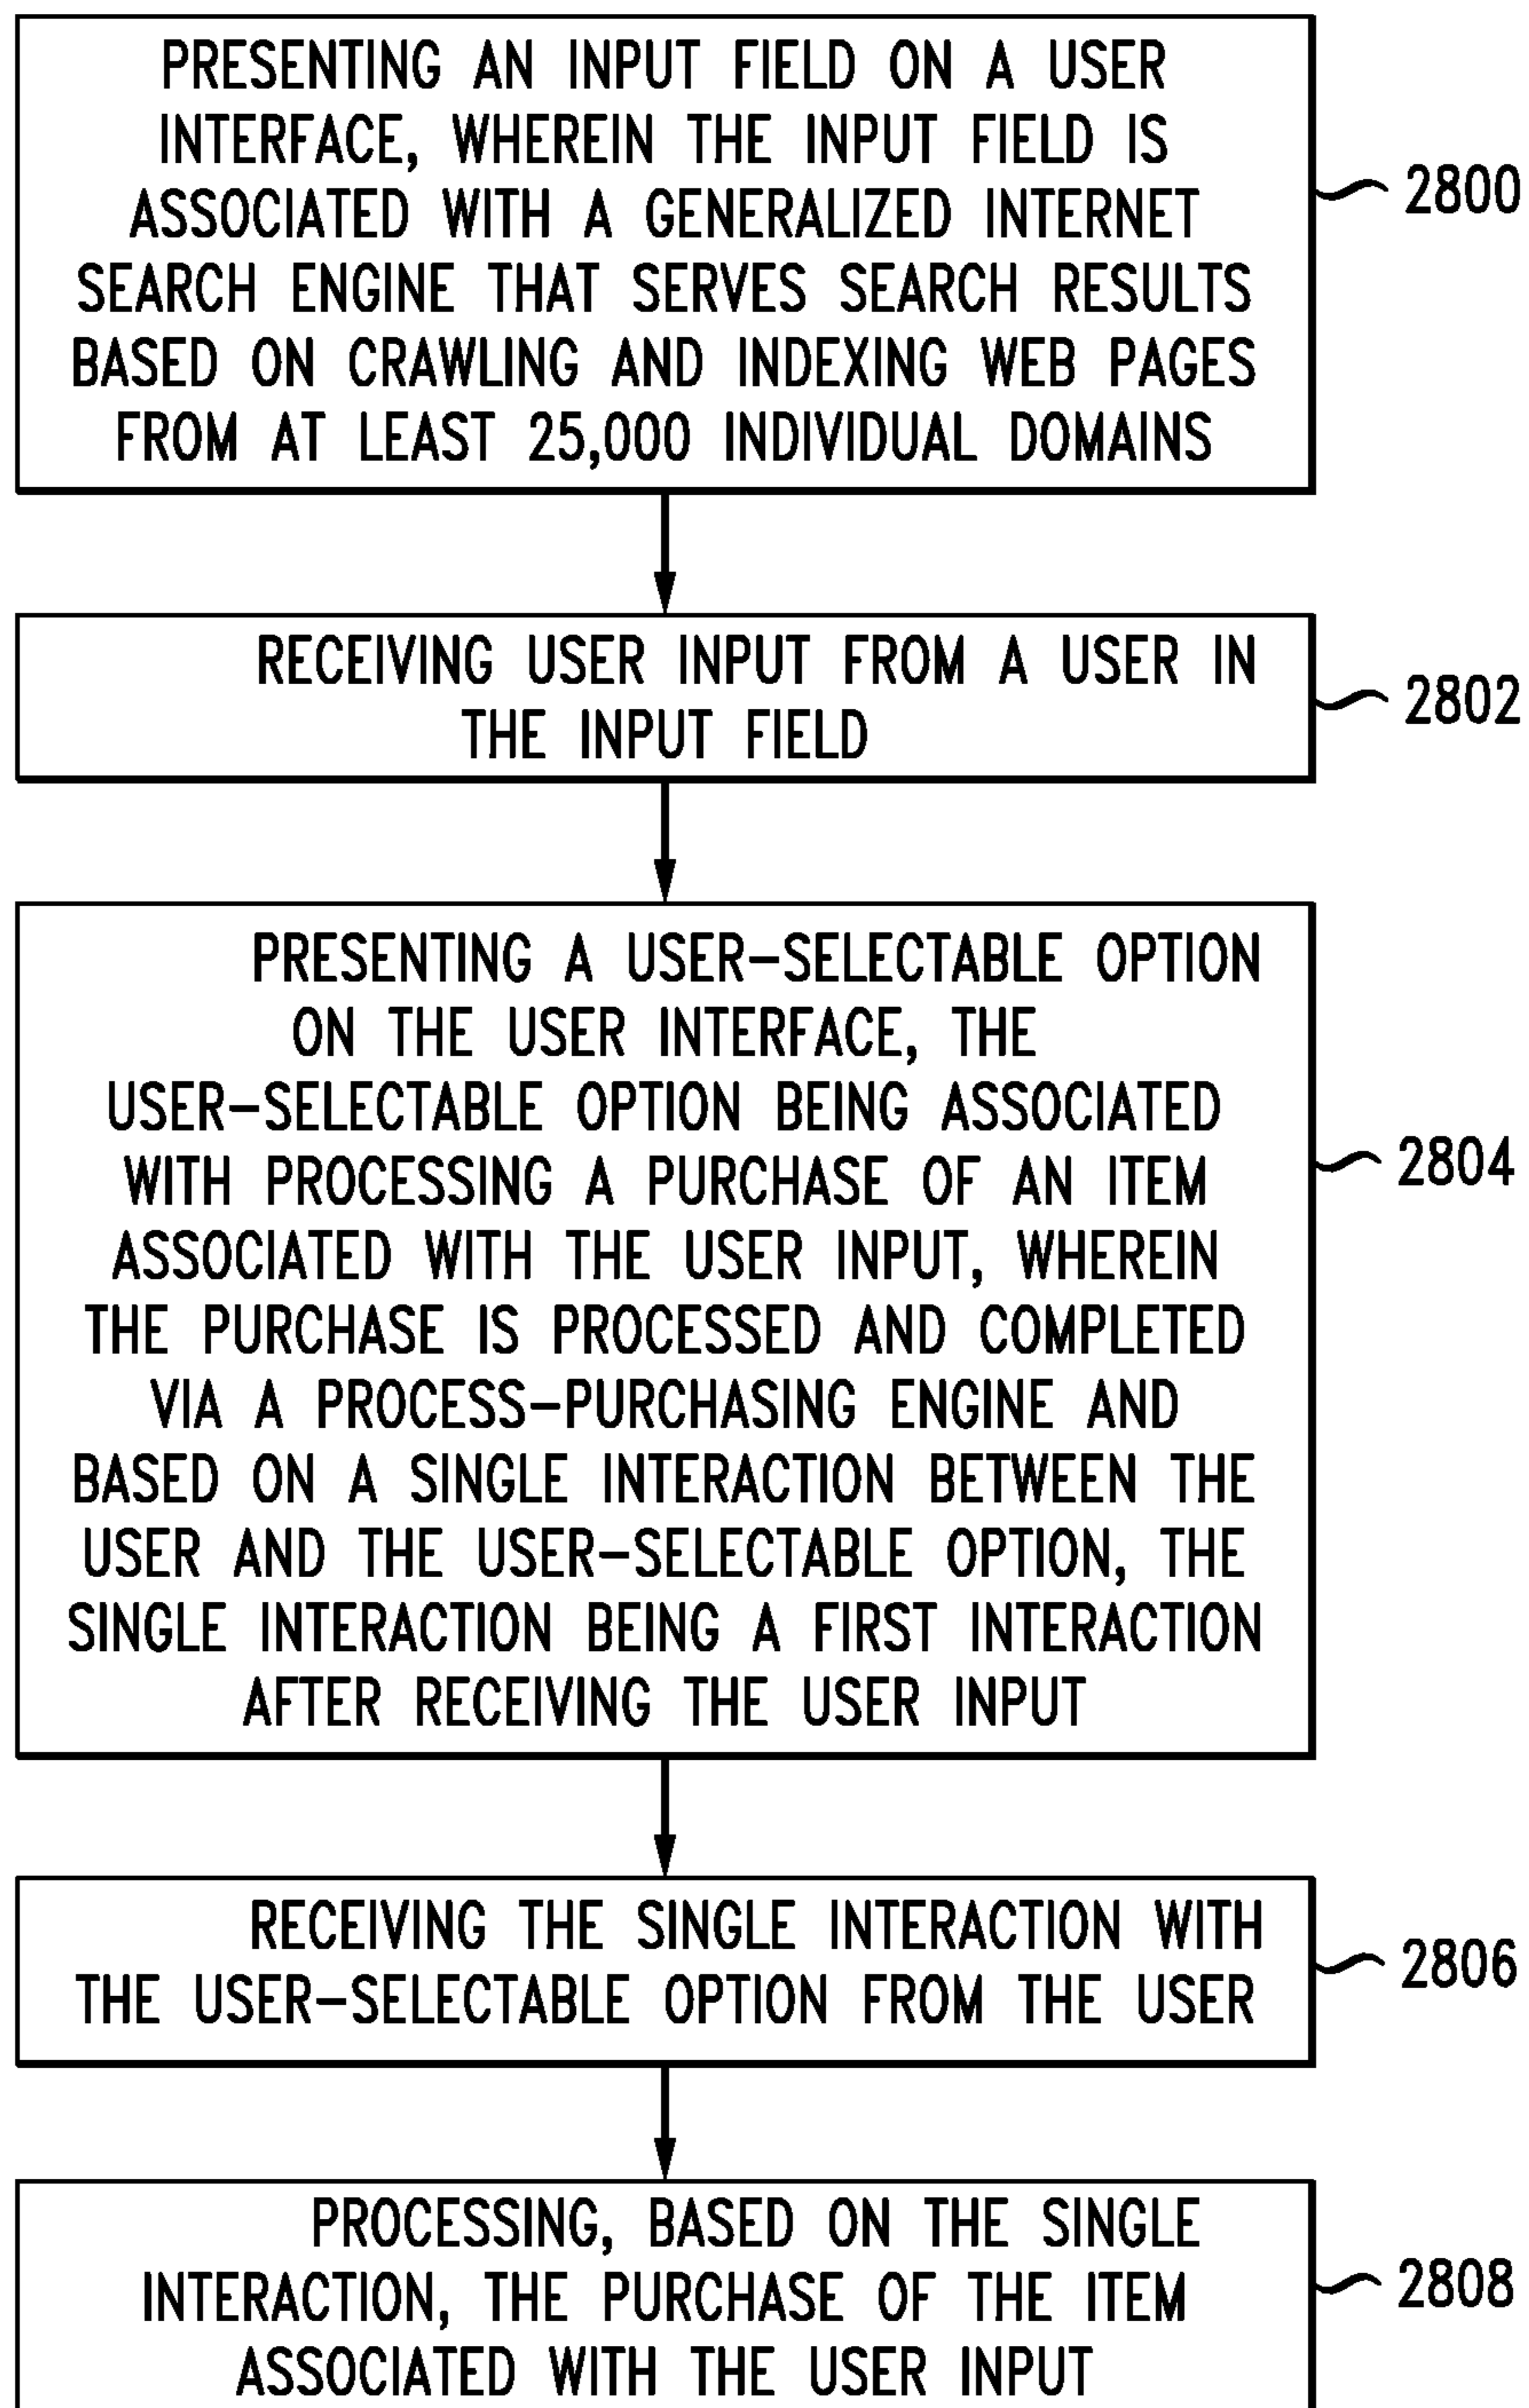 PRESENTING AN INPUT FIELD ON A USER
INTERFACE, WHEREIN THE INPUT FIELD IS
ASSOCIATED WITH A GENERALIZED INTERNET
SEARCH ENGINE THAT SERVES SEARCH RESULTS
BASED ON CRAWLING AND INDEXING WEB PAGES
FROM AT LEAST 25,000 INDIVIDUAL DOMAINS
2800
RECEIVING USER INPUT FROM A USER IN
THE INPUT FIELD
2802
PRESENTING A USER-SELECTABLE OPTION
ON THE USER INTERFACE, THE
USER-SELECTABLE OPTION BEING ASSOCIATED
WITH PROCESSING A PURCHASE OF AN ITEM
ASSOCIATED WITH THE USER INPUT, WHEREIN
THE PURCHASE IS PROCESSED AND COMPLETED
VIA A PROCESS-PURCHASING ENGINE AND
BASED ON A SINGLE INTERACTION BETWEEN THE
USER AND THE USER-SELECTABLE OPTION, THE
SINGLE INTERACTION BEING A FIRST INTERACTION
AFTER RECEIVING THE USER INPUT
2804
RECEIVING THE SINGLE INTERACTION WITH
THE USER-SELECTABLE OPTION FROM THE USER
2806
PROCESSING, BASED ON THE SINGLE
INTERACTION, THE PURCHASE OF THE ITEM
ASSOCIATED WITH THE USER INPUT
2808